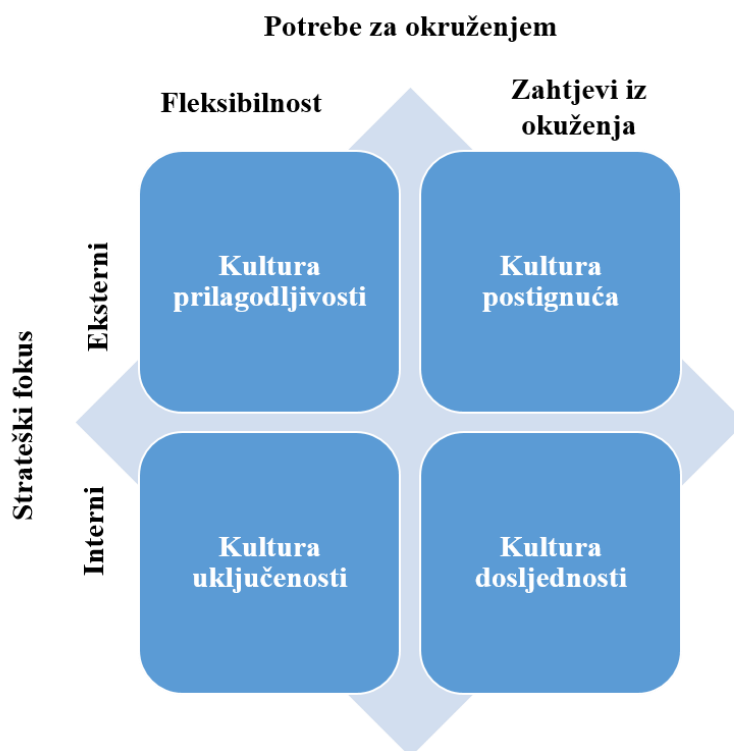 Potrebe za okruženjem
Fleksibilnost
Zahtjevi iz
okuženja
Strateški fokus
Eksterni
Kultura
prilagodljivosti
Kultura
postignuća
Interni
Kultura
uključenosti
Kultura
dosljednosti